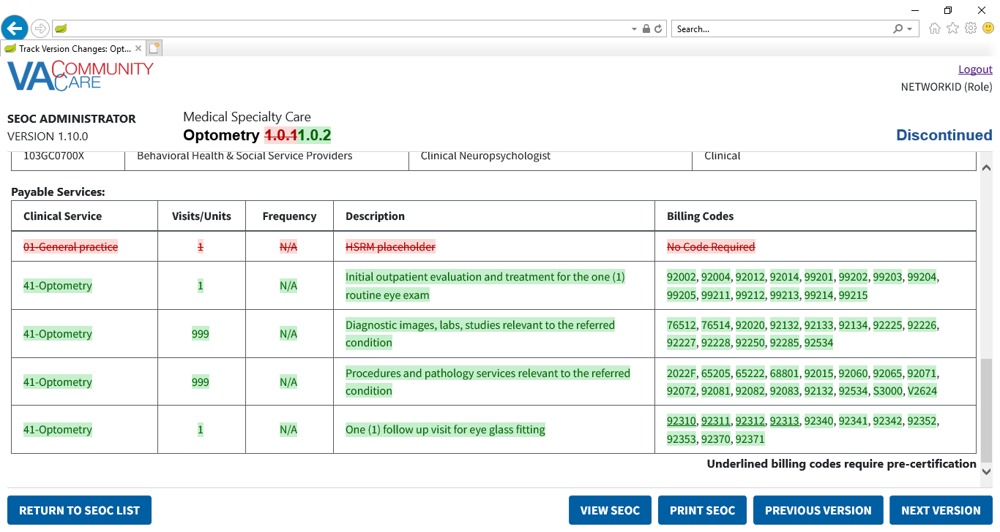 Search...
Track Version Changes: Opt...
VA COMMUNITY CARE
Logout
NETWORKID (Role)
SEOC ADMINISTRATOR
VERSION 1.10.0
Medical Specialty Care
Optometry 1.0.11.0.2
Discontinued
103GC0700X Behavioral Health & Social Service Providers Clinical Neuropsychologist Clinical
Payable Services:
Clinical Service Visits/Units Frequency Description Billing Codes
01-General practice 1 N/A HSRM placeholder No Code Required
41-Optometry 1 N/A Initial outpatient evaluation and treatment for the one (1)
routine eye exam
92002, 92004, 92012, 92014, 99201, 99202, 99203, 99204,
99205, 99211, 99212, 99213, 99214, 99215
41-Optometry 999 N/A Diagnostic images, labs, studies relevant to the referred
condition
76512, 76514, 92020, 92132, 92133, 92134, 92225, 92226,
92227, 92228, 92250, 92285, 92534
41-Optometry 999 N/A Procedures and pathology services relevant to the referred
condition
2022F, 65205, 65222, 68801, 92015, 92060, 92065, 92071,
92072, 92081, 92082, 92083, 92132, 92534, S3000, V2624
41-Optometry 1 N/A One (1) follow up visit for eye glass fitting
92310, 92311, 92312, 92313, 92340, 92341, 92342, 92352,
92353, 92370, 92371
Underlined billing codes require pre-certification
RETURN TO SEOC LIST VIEW SEOC PRINT SEOC PREVIOUS VERSION NEXT VERSION